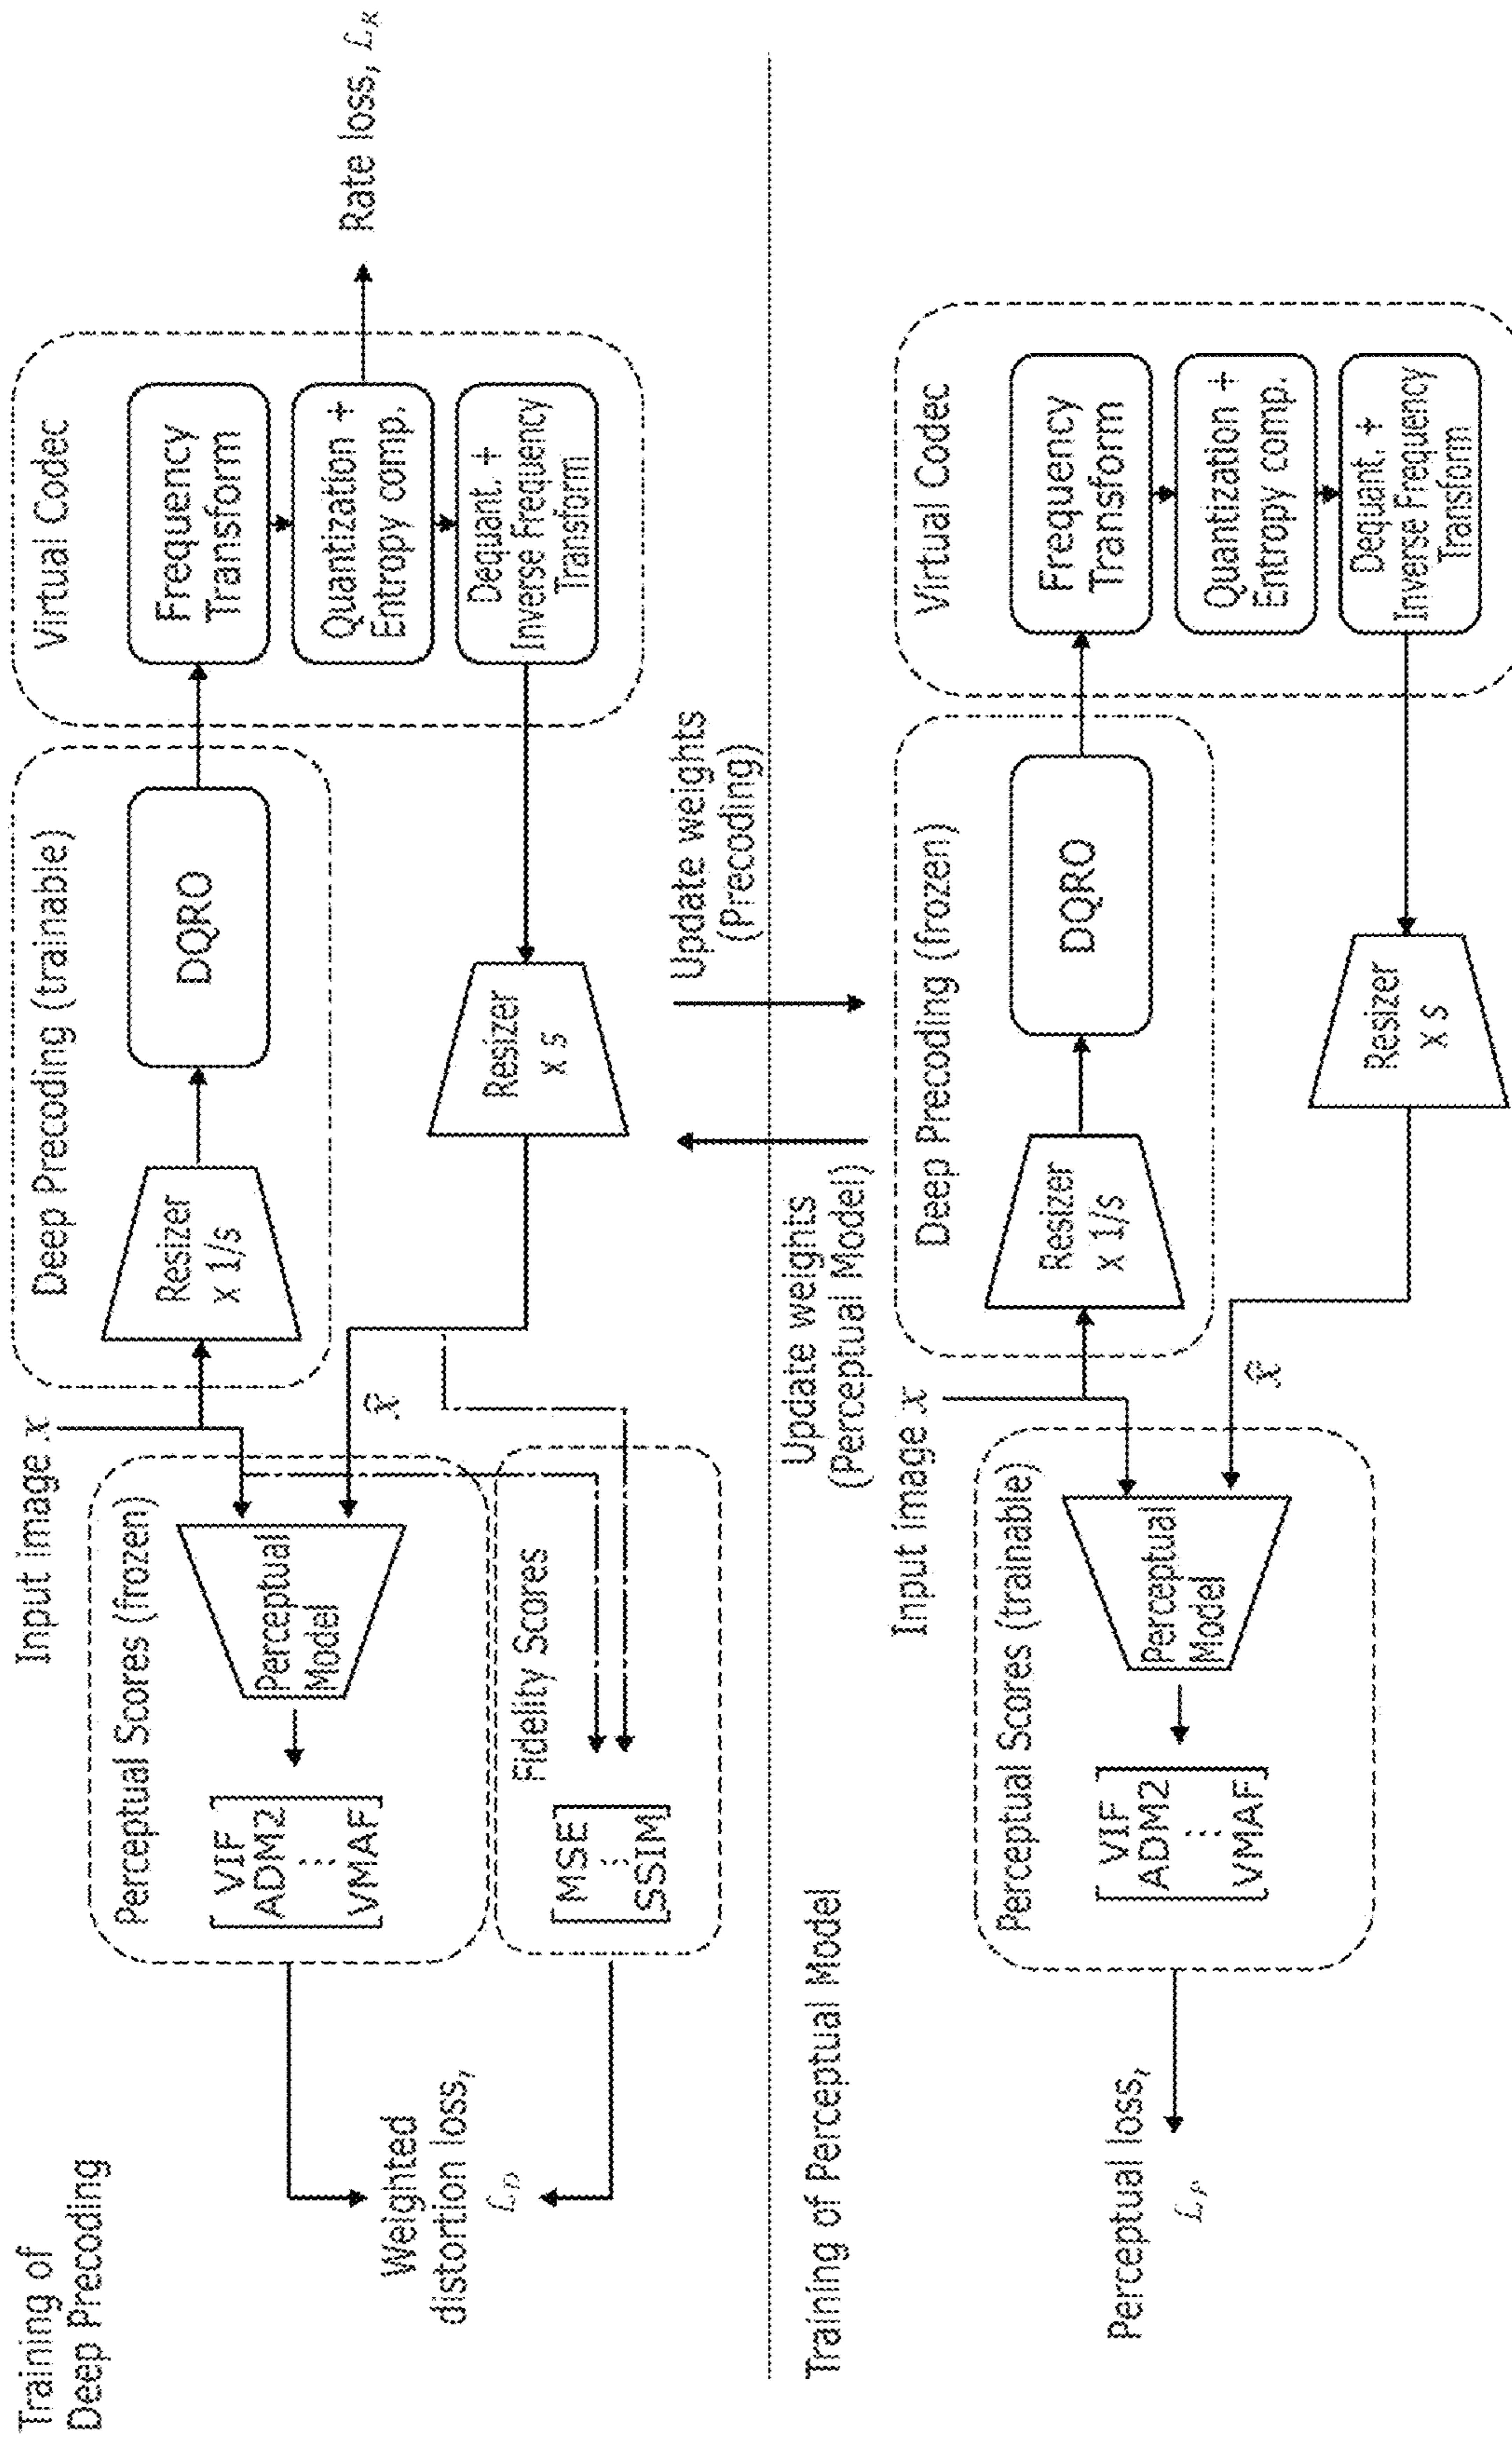 Training of
Deep Precoding
Input image x
Deep Precoding (trainable)
Virtual Codec
Perceptual Scores (frozen)
VIF
ADM2
⋮
VMAF
Perceptual
Model
Resizer
x 1/s
DQRO
Frequency
Transform
Quantization +
Entropy comp.
Dequant. +
Inverse Frequency
Transform
Rate loss, ℒR
x̂
Resizer
x s
Fidelity Scores
MSE
⋮
SSIM
Weighted
distortion loss,
ℒD
Update weights
(Precoding)
Update weights
(Perceptual Model)
Training of Perceptual Model
Input image x
Deep Precoding (frozen)
Virtual Codec
Perceptual Scores (trainable)
VIF
ADM2
⋮
VMAF
Perceptual
Model
Resizer
x 1/s
DQRO
Frequency
Transform
Quantization +
Entropy comp.
Dequant. +
Inverse Frequency
Transform
x̂
Resizer
x s
Perceptual loss,
ℒP